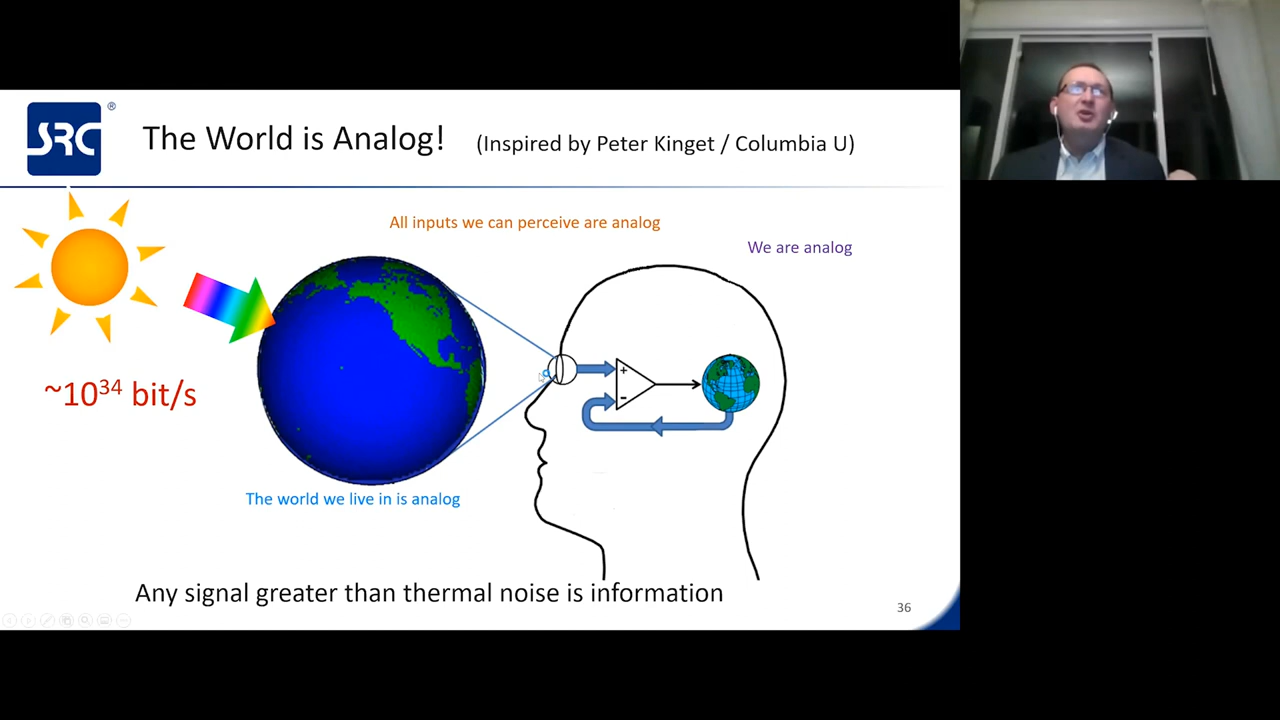 SRC ®
The World is Analog! (Inspired by Peter Kinget / Columbia U)
All inputs we can perceive are analog
We are analog
~10³⁴ bit/s
+
-
The world we live in is analog
Any signal greater than thermal noise is information
36